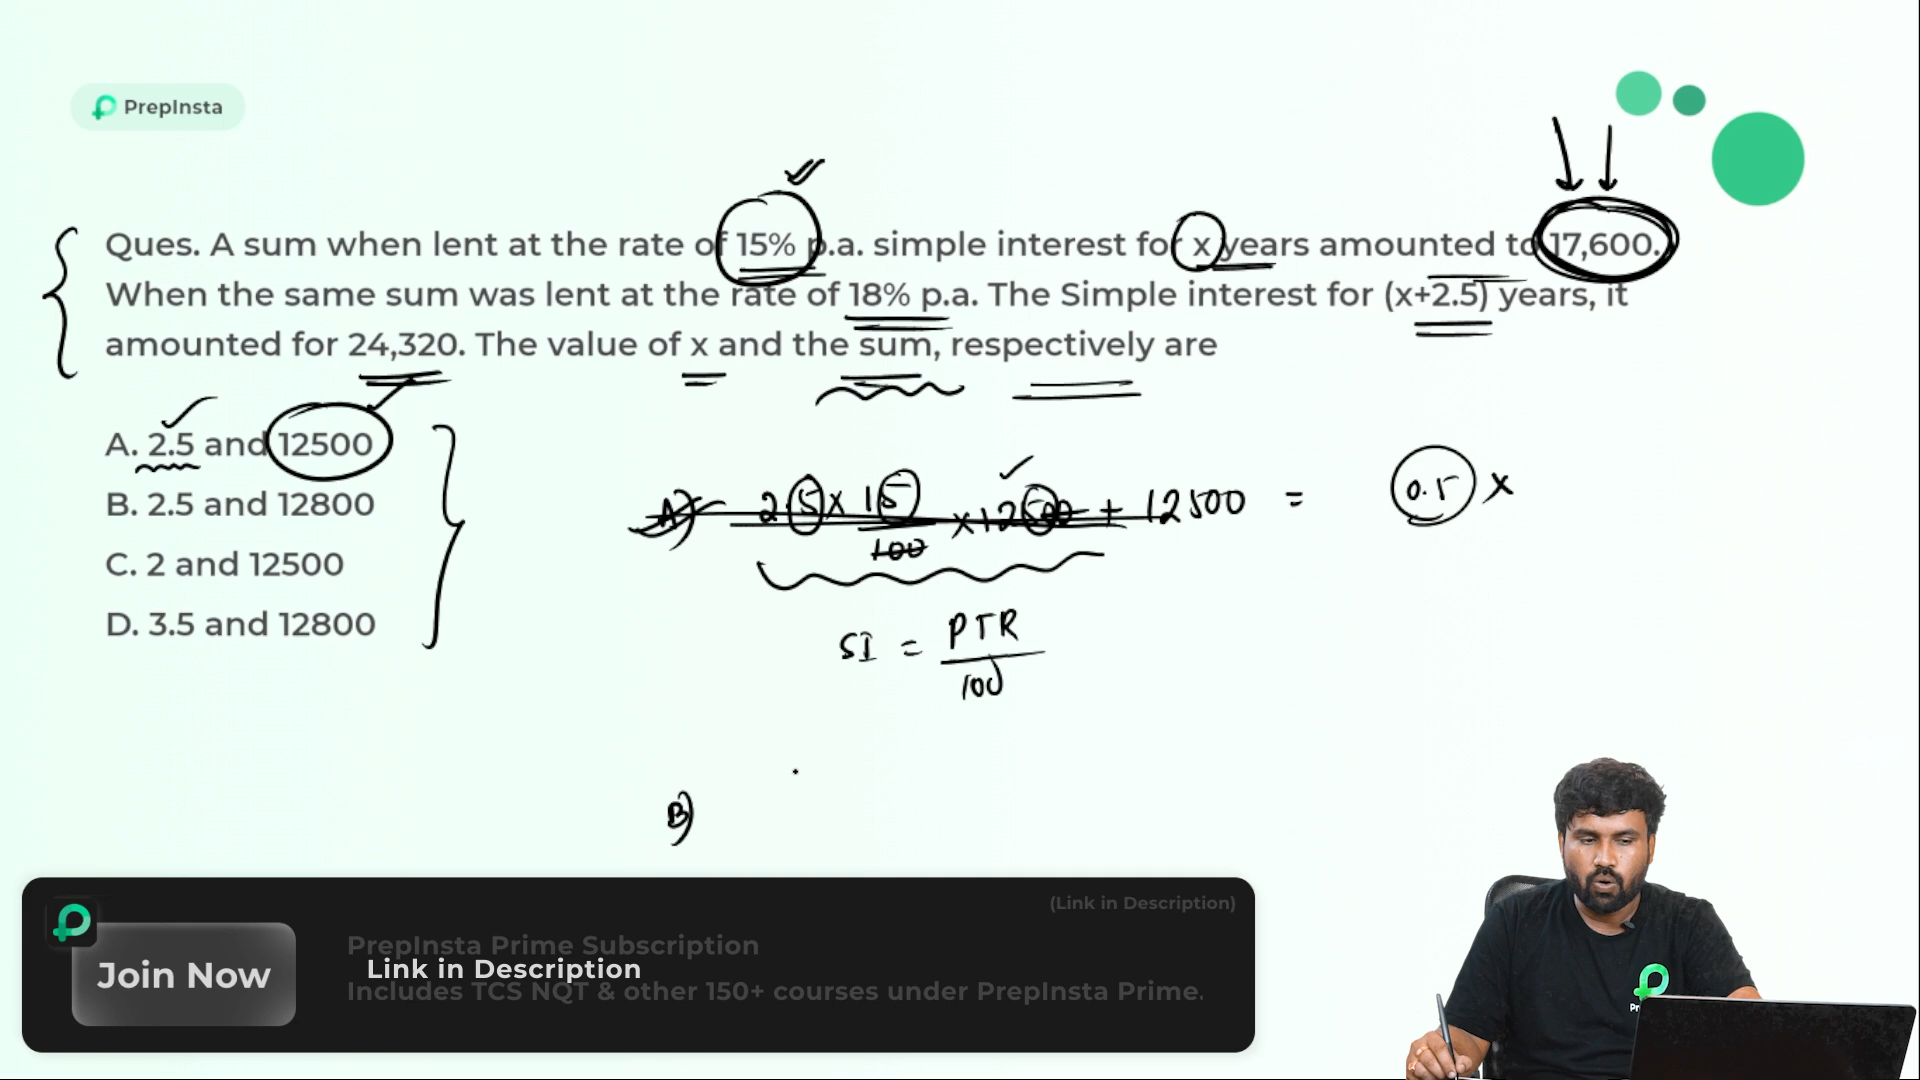 PrepInsta
Ques. A sum when lent at the rate of 15% p.a. simple interest for x years amounted to 17,600.
When the same sum was lent at the rate of 18% p.a. The Simple interest for (x+2.5) years, it
amounted for 24,320. The value of x and the sum, respectively are
A. 2.5 and 12500
B. 2.5 and 12800
C. 2 and 12500
D. 3.5 and 12800
A) 2.5 x 15/100 x 12500 + 12500 = 0.5 x
SI = PTR/100
B)
(Link in Description)
Join Now
PrepInsta Prime Subscription
Link in Description
Includes TCS NQT & other 150+ courses under PrepInsta Prime.